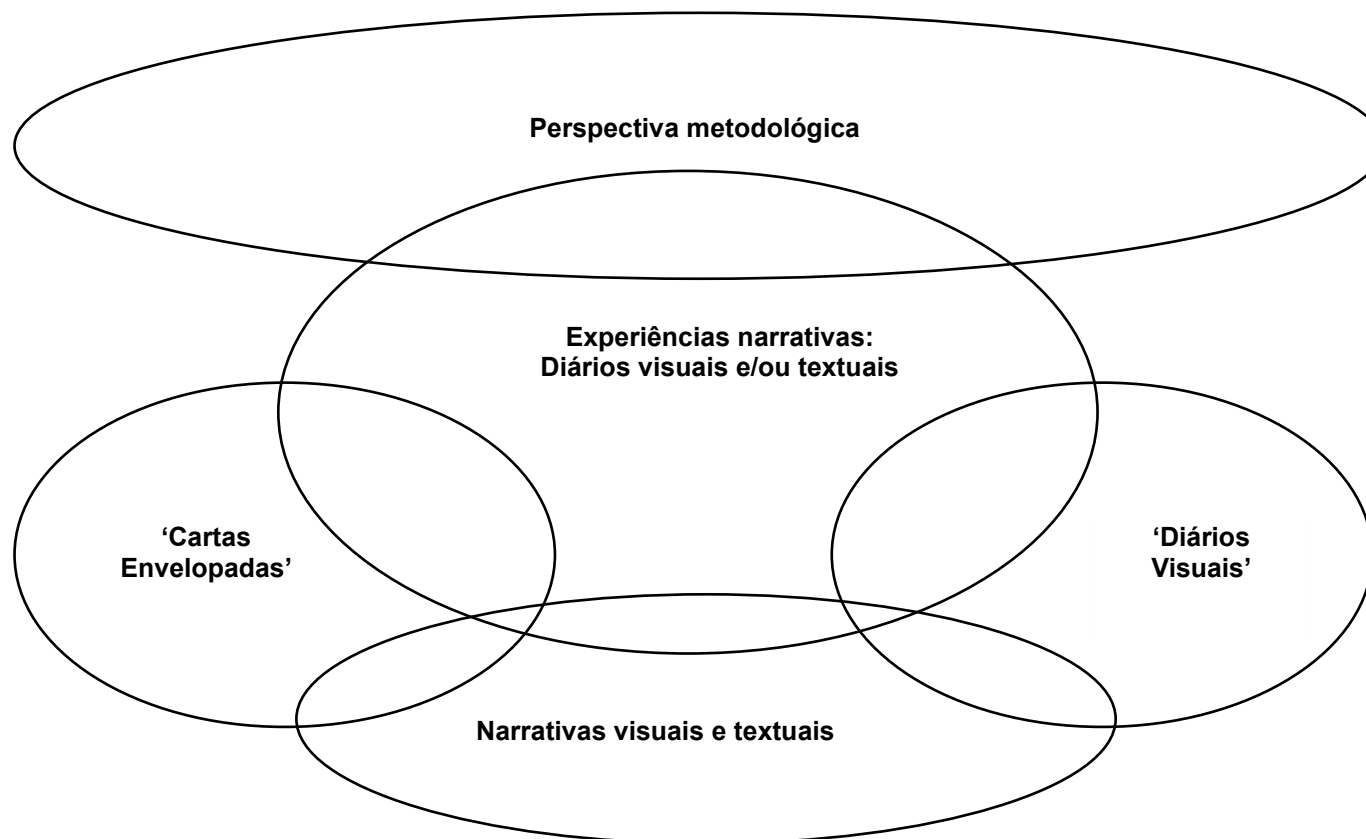 Perspectiva metodológica
Experiências narrativas:
Diários visuais e/ou textuais
‘Cartas
Envelopadas’
‘Diários
Visuais’
Narrativas visuais e textuais